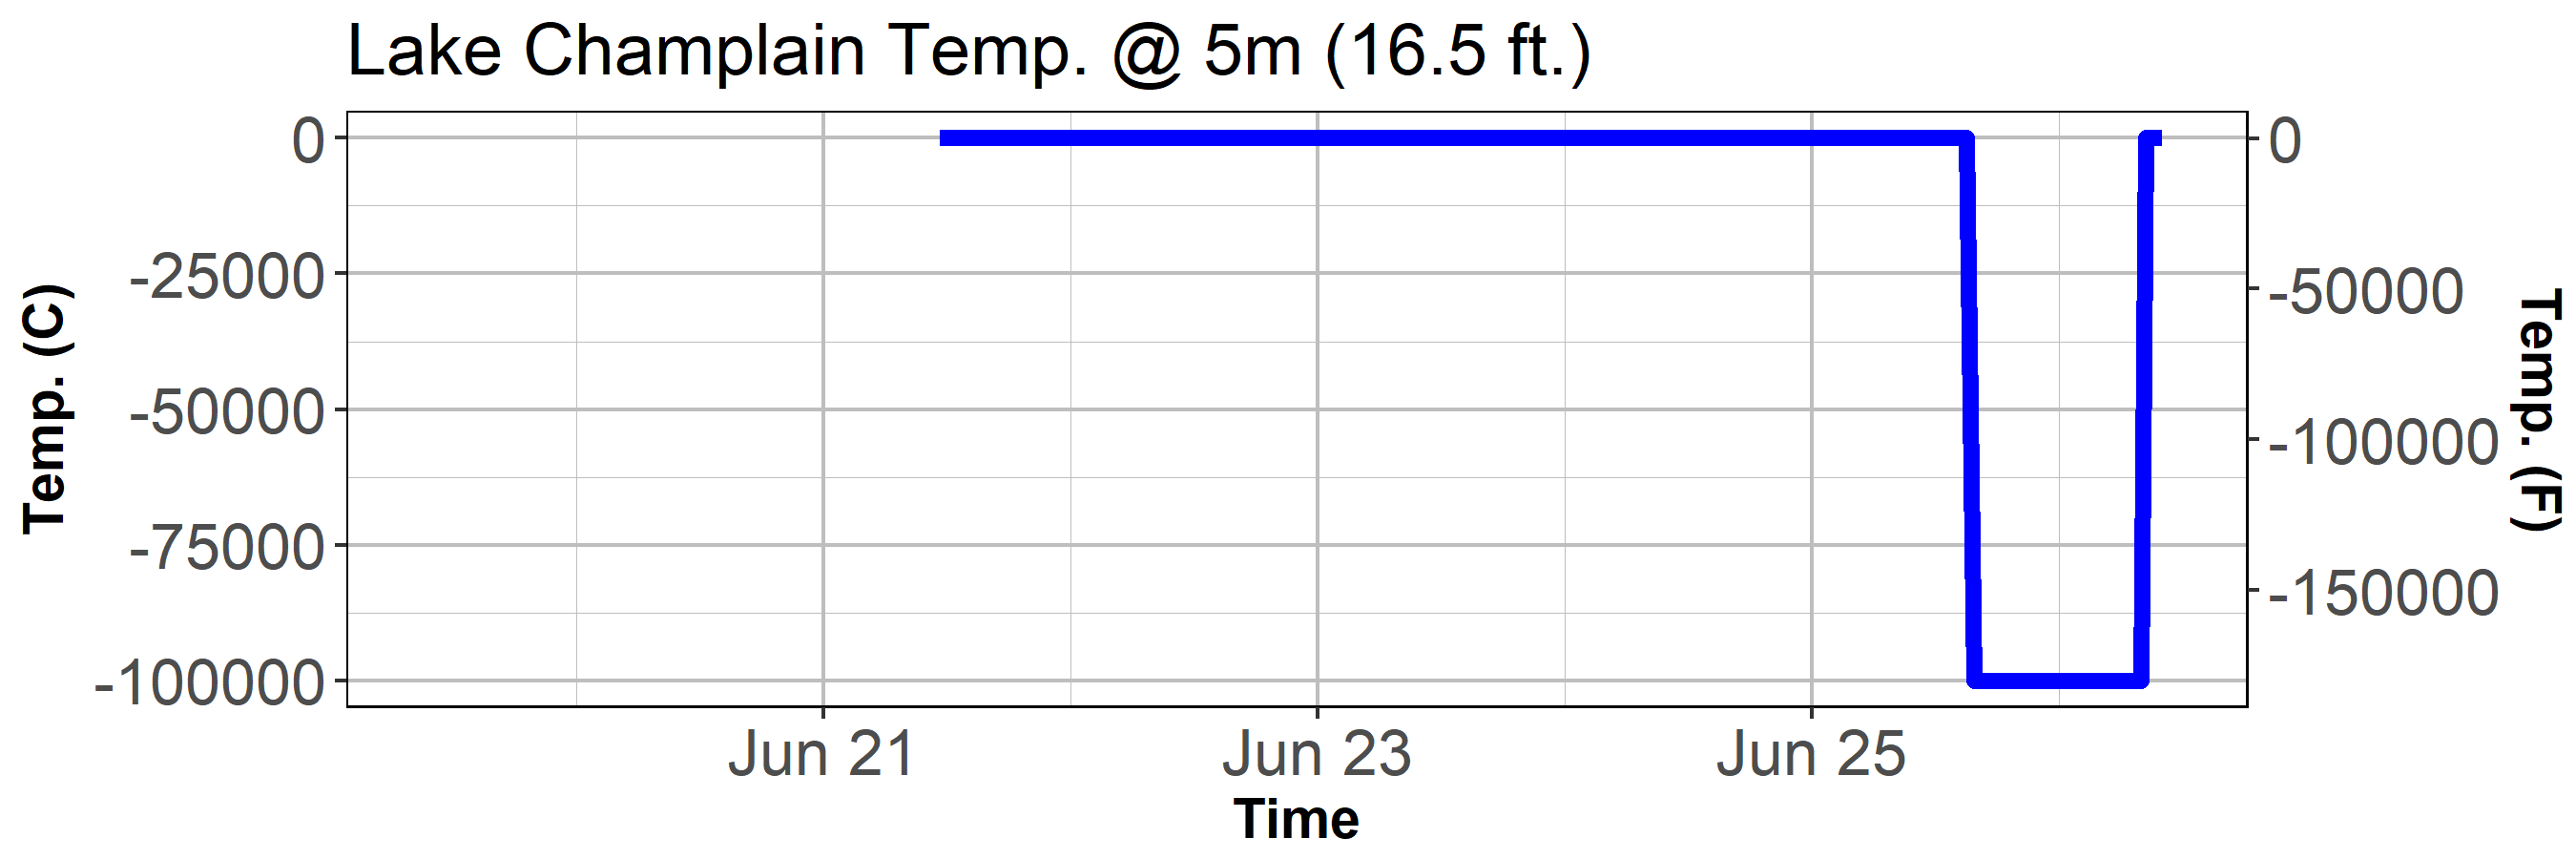 Lake Champlain Temp. @ 5m (16.5 ft.)
0
-25000
-50000
-75000
-100000
Temp. (C)
0
-50000
-100000
-150000
Temp. (F)
Jun 21
Jun 23
Jun 25
Time